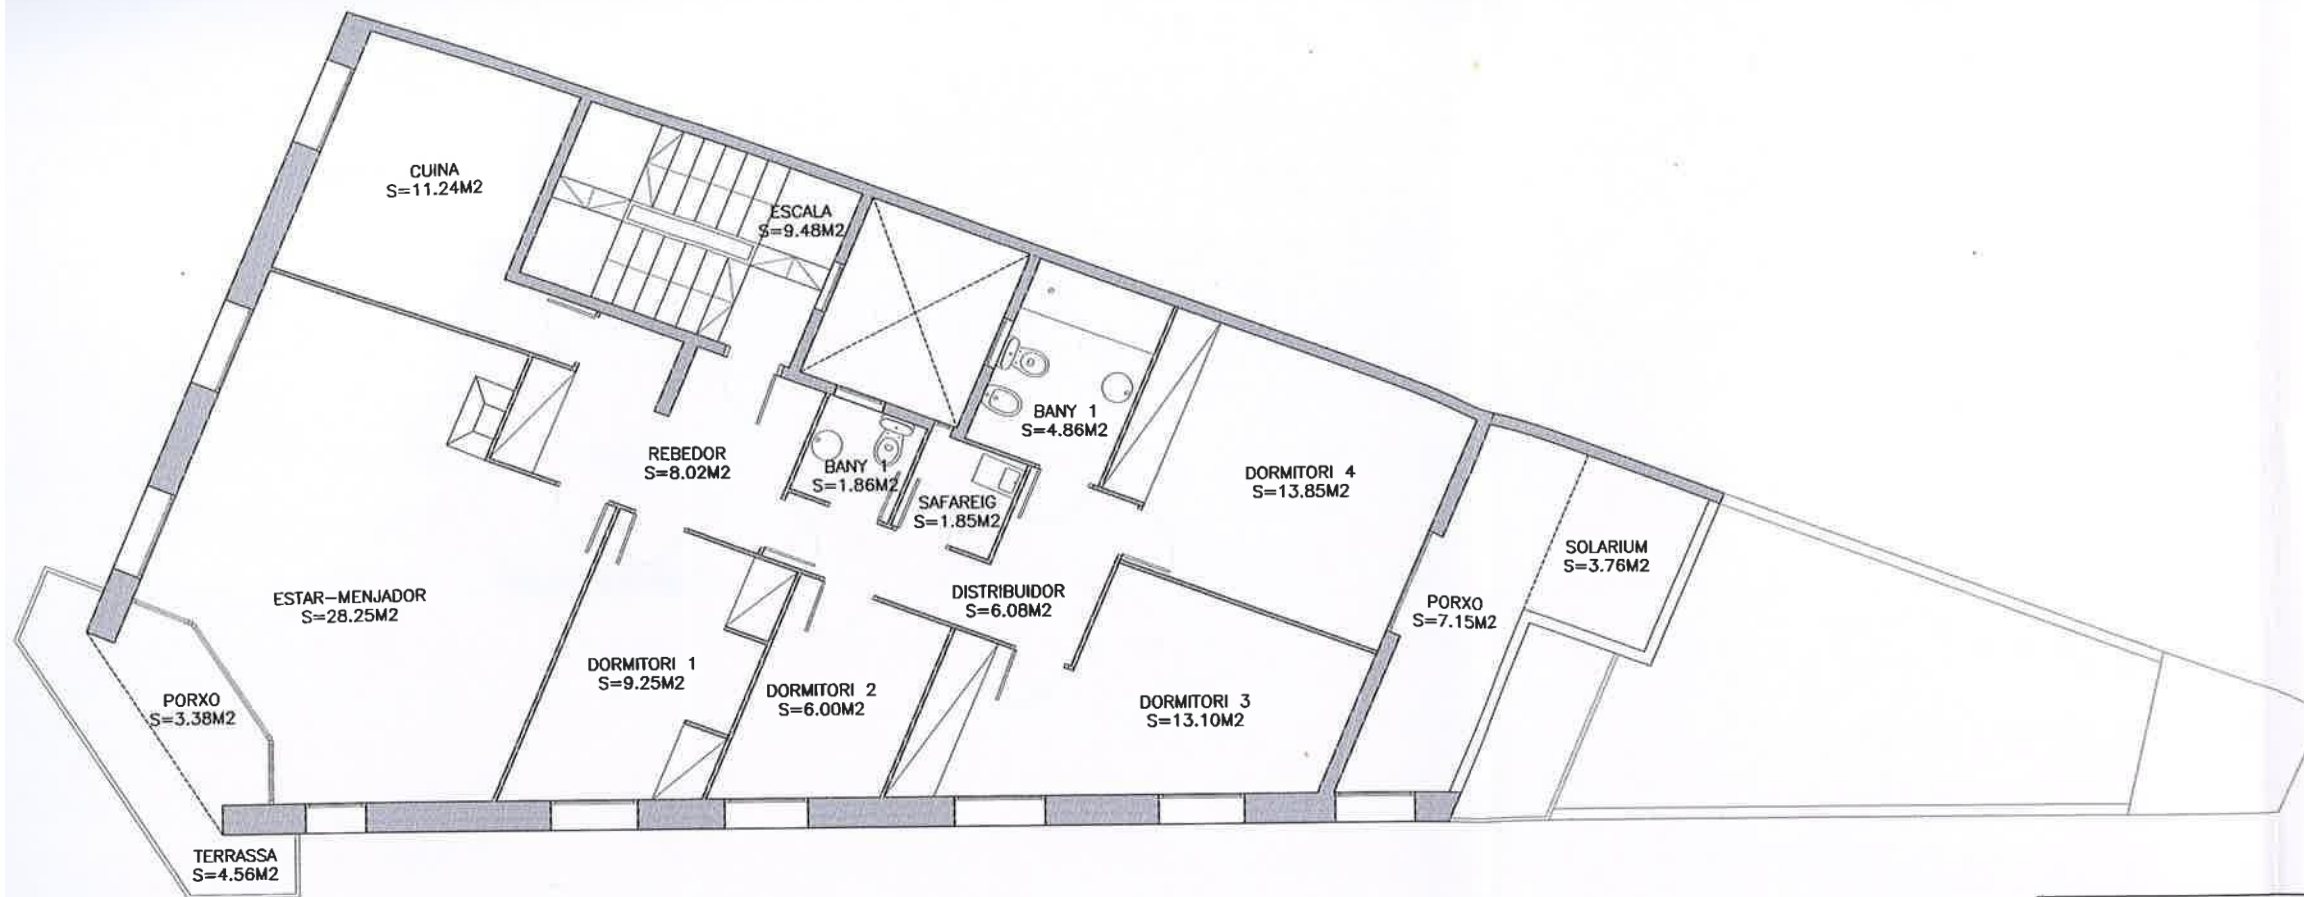 CUINA
S=11.24M2
ESCALA
S=9.48M2
REBEDOR
S=8.02M2
BANY 1
S=1.86M2
SAFAREIG
S=1.85M2
BANY 1
S=4.86M2
DORMITORI 4
S=13.85M2
SOLARIUM
S=3.76M2
PORXO
S=7.15M2
ESTAR-MENJADOR
S=28.25M2
DISTRIBUIDOR
S=6.08M2
DORMITORI 1
S=9.25M2
DORMITORI 2
S=6.00M2
DORMITORI 3
S=13.10M2
PORXO
S=3.38M2
TERRASSA
S=4.56M2